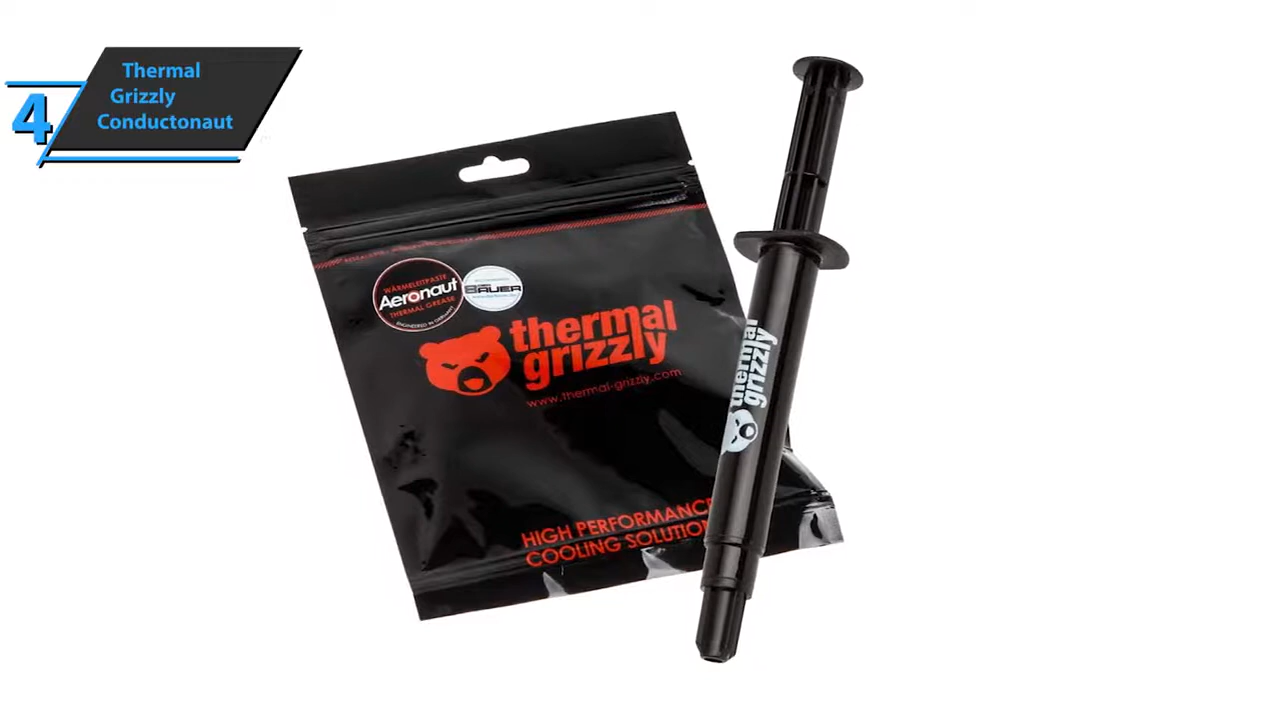 4
Thermal
Grizzly
Conductonaut
WÄRMELEITPASTE
Aeronaut
THERMAL GREASE
ENGINEERED IN GERMANY
BAUER
thermal
grizzly
www.thermal-grizzly.com
HIGH PERFORMANCE
COOLING SOLUTION
thermal
grizzly